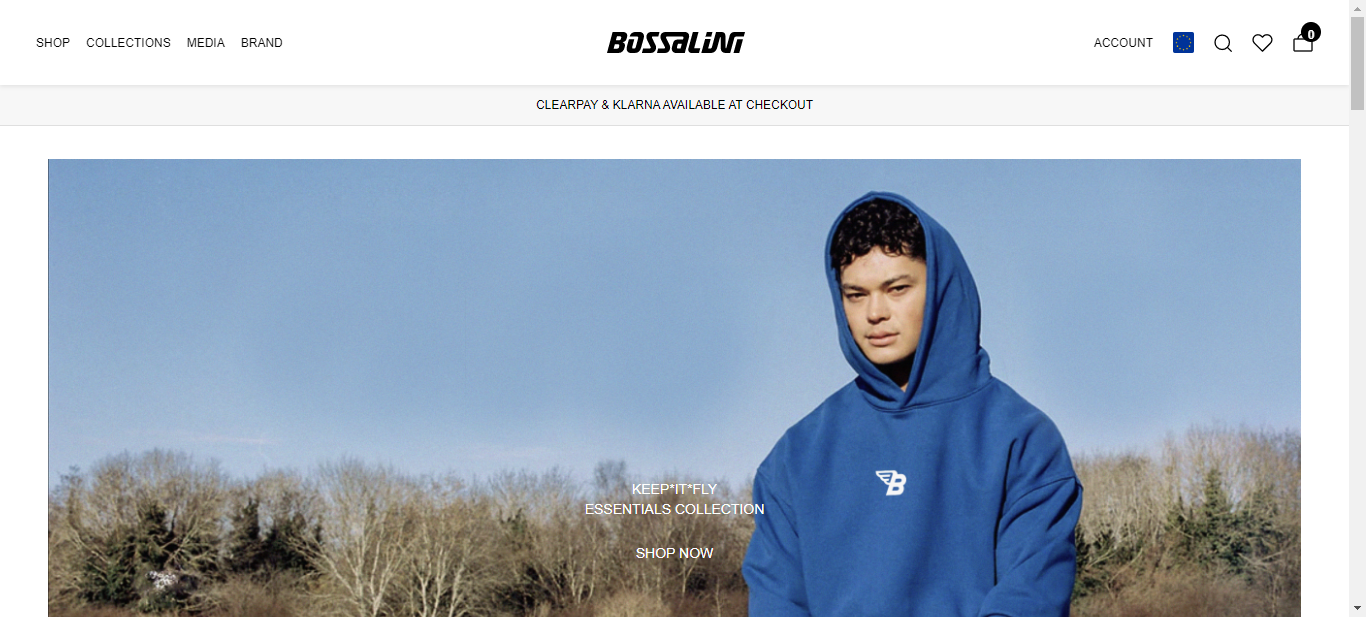 SHOP COLLECTIONS MEDIA BRAND BOSSALINI ACCOUNT 0
CLEARPAY & KLARNA AVAILABLE AT CHECKOUT
B
KEEP*IT*FLY
ESSENTIALS COLLECTION
SHOP NOW